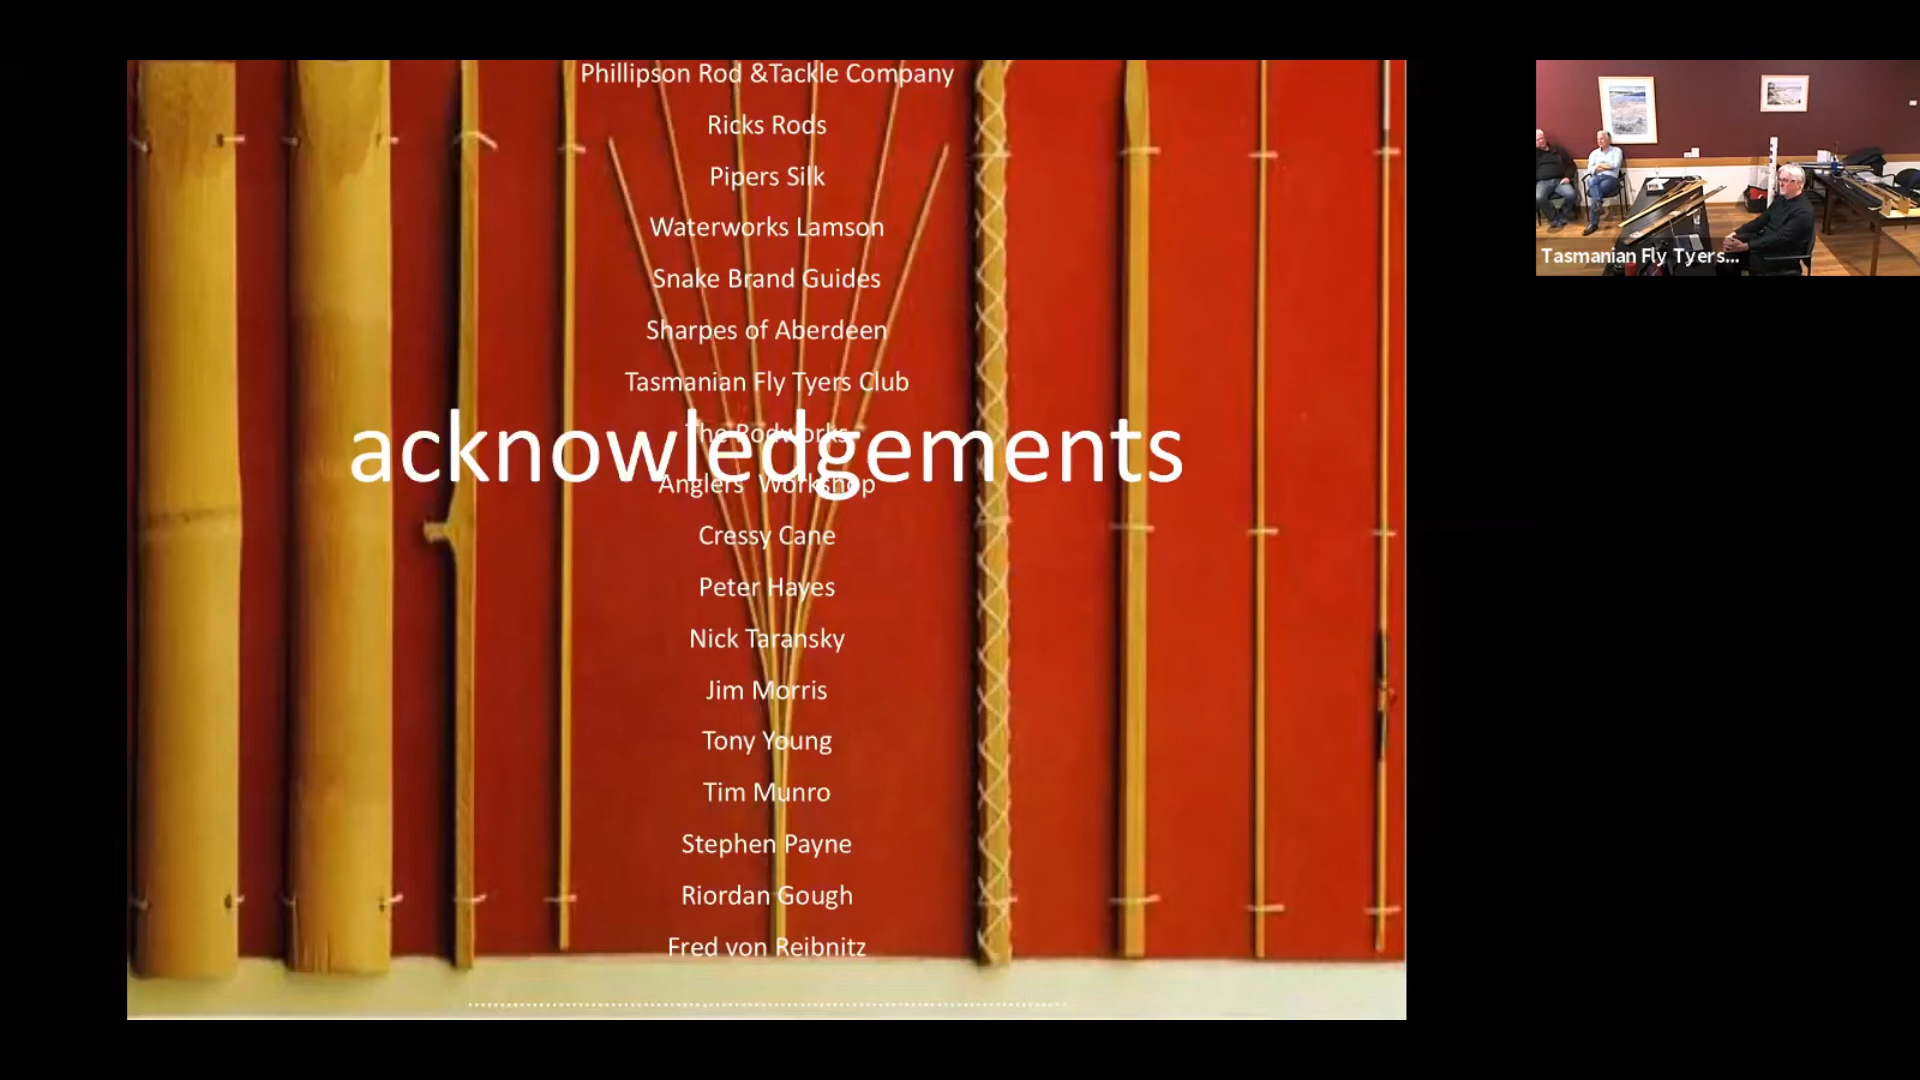 Phillipson Rod &Tackle Company
Ricks Rods
Pipers Silk
Waterworks Lamson
Snake Brand Guides
Sharpes of Aberdeen
Tasmanian Fly Tyers Club
The Rodworks
acknowledgements
Anglers Workshop
Cressy Cane
Peter Hayes
Nick Taransky
Jim Morris
Tony Young
Tim Munro
Stephen Payne
Riordan Gough
Fred von Reibnitz
Tasmanian Fly Tyers...